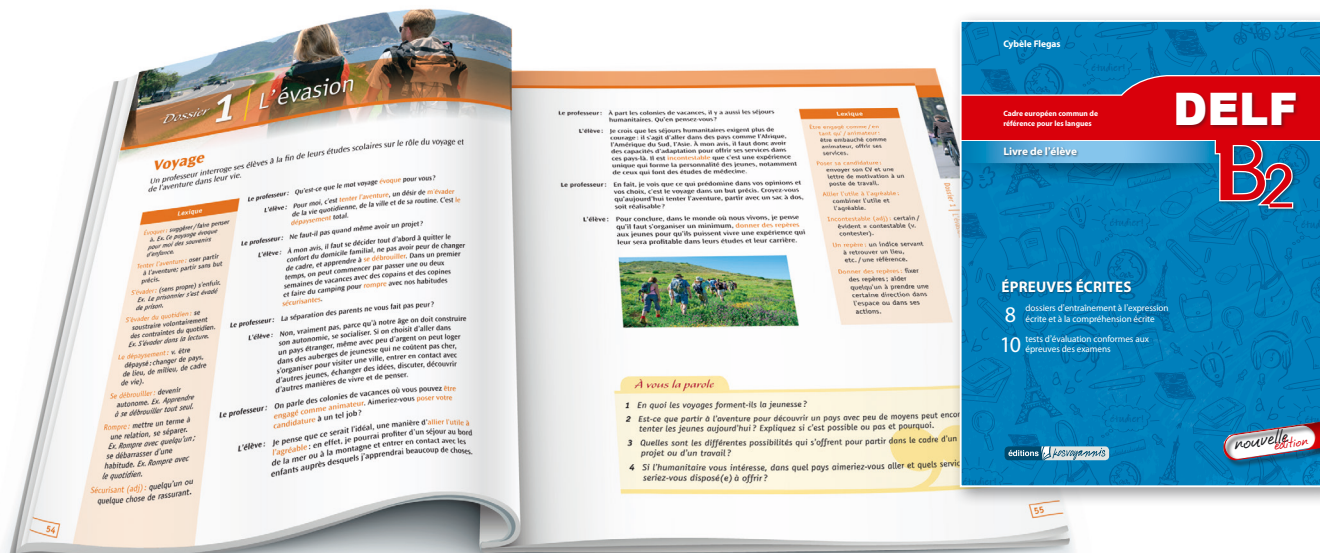 Dossier 1 L'évasion
Voyage
Un professeur interroge ses élèves à la fin de leurs études scolaires sur le rôle du voyage et
de l'aventure dans leur vie.
Lexique
Évoquer : suggérer / faire penser
à. Ex. Ce paysage évoque
pour moi des souvenirs
d'enfance.
Tenter l'aventure : oser partir
à l'aventure; partir sans but
précis.
S'évader : (sens propre) s'enfuir.
Ex. Le prisonnier s'est évadé
de prison.
S'évader du quotidien : se
soustraire volontairement
des contraintes du quotidien.
Ex. S'évader dans la lecture.
Le dépaysement : v. être
dépaysé : changer de pays,
de lieu, de milieu, de cadre
de vie).
Se débrouiller : devenir
autonome. Ex. Apprendre
à se débrouiller tout seul.
Rompre : mettre un terme à
une relation, se séparer.
Ex. Rompre avec quelqu'un ;
se débarrasser d'une
habitude. Ex. Rompre avec
le quotidien.
Sécurisant (adj) : quelqu'un ou
quelque chose de rassurant.
Le professeur : Qu'est-ce que le mot voyage évoque pour vous?
L'élève : Pour moi, c'est tenter l'aventure, un désir de m'évader
de la vie quotidienne, de la ville et de sa routine. C'est le
dépaysement total.
Le professeur : Ne faut-il pas quand même avoir un projet?
L'élève : À mon avis, il faut se décider tout d'abord à quitter le
confort du domicile familial, ne pas avoir peur de changer
de cadre, et apprendre à se débrouiller. Dans un premier
temps, on peut commencer par passer une ou deux
semaines de vacances avec des copains et des copines
et faire du camping pour rompre avec nos habitudes
sécurisantes.
Le professeur : La séparation des parents ne vous fait pas peur?
L'élève : Non, vraiment pas, parce qu'à notre âge on doit construire
son autonomie, se socialiser. Si on choisit d'aller dans
un pays étranger, même avec peu d'argent on peut loger
dans des auberges de jeunesse qui ne coûtent pas cher,
s'organiser pour visiter une ville, entrer en contact avec
d'autres jeunes, échanger des idées, discuter, découvrir
d'autres manières de vivre et de penser.
Le professeur : On parle des colonies de vacances où vous pouvez être
engagé comme animateur. Aimeriez-vous poser votre
candidature à un tel job?
L'élève : Je pense que ce serait l'idéal, une manière d'allier l'utile à
l'agréable : en effet, je pourrai profiter d'un séjour au bord
de la mer ou à la montagne et entrer en contact avec les
enfants auprès desquels j'apprendrai beaucoup de choses.
54
Le professeur : À part les colonies de vacances, il y a aussi les séjours
humanitaires. Qu'en pensez-vous?
L'élève : Je crois que les séjours humanitaires exigent plus de
courage : il s'agit d'aller dans des pays comme l'Afrique,
l'Amérique du Sud, l'Asie. À mon avis, il faut donc avoir
des capacités d'adaptation pour offrir ses services dans
ces pays-là. Il est incontestable que c'est une expérience
unique qui forme la personnalité des jeunes, notamment
de ceux qui font des études de médecine.
Le professeur : En fait, je vois que ce qui prédomine dans vos opinions et
vos choix, c'est le voyage dans un but précis. Croyez-vous
qu'aujourd'hui tenter l'aventure, partir avec un sac à dos,
soit réalisable?
L'élève : Pour conclure, dans le monde où nous vivons, je pense
qu'il faut s'organiser un minimum, donner des repères
aux jeunes pour qu'ils puissent vivre une expérience qui
leur sera profitable dans leurs études et leur carrière.
Lexique
Être engagé comme / en
tant qu' / animateur :
être embauché comme
animateur, offrir ses
services.
Poser sa candidature :
envoyer son CV et une
lettre de motivation à un
poste de travail.
Allier l'utile à l'agréable :
combiner l'utile et
l'agréable.
Incontestable (adj) : certain /
évident ≠ contestable (v.
contester).
Un repère : un indice servant
à retrouver un lieu,
etc. / une référence.
Donner des repères : fixer
des repères ; aider
quelqu'un à prendre une
certaine direction dans
l'espace ou dans ses
actions.
Dossier 1
À vous la parole
1 En quoi les voyages forment-ils la jeunesse?
2 Est-ce que partir à l'aventure pour découvrir un pays avec peu de moyens peut encor
tenter les jeunes aujourd'hui? Expliquez si c'est possible ou pas et pourquoi.
3 Quelles sont les différentes possibilités qui s'offrent pour partir dans le cadre d'un
projet ou d'un travail?
4 Si l'humanitaire vous intéresse, dans quel pays aimeriez-vous aller et quels servic
seriez-vous disposé(e) à offrir?
55
Cybèle Flegas
Cadre européen commun de
référence pour les langues
DELF
B2
Livre de l'élève
ÉPREUVES ÉCRITES
8 dossiers d'entraînement à l'expression
écrite et à la compréhension écrite
10 tests d'évaluation conformes aux
épreuves des examens
éditions kosvoyannis
nouvelle édition